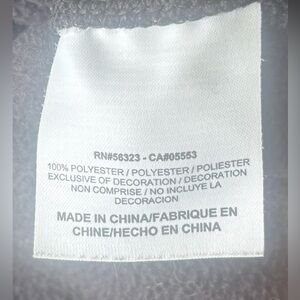 RN#56323 - CA#05553
100% POLYESTER / POLYESTER / POLIESTER
EXCLUSIVE OF DECORATION / DECORATION
NON COMPRISE / NO INCLUYE LA
DECORACION
MADE IN CHINA/FABRIQUE EN
CHINE/HECHO EN CHINA